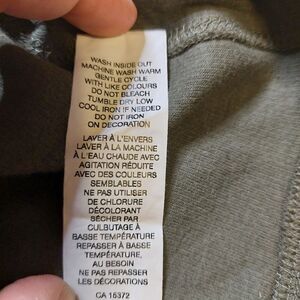 WASH INSIDE OUT
MACHINE WASH WARM
GENTLE CYCLE
WITH LIKE COLOURS
DO NOT BLEACH
TUMBLE DRY LOW
COOL IRON IF NEEDED
DO NOT IRON
ON DECORATION
LAVER À L'ENVERS
LAVER À LA MACHINE
À L'EAU CHAUDE AVEC
AGITATION RÉDUITE
AVEC DES COULEURS
SEMBLABLES
NE PAS UTILISER
DE CHLORURE
DÉCOLORANT
SÉCHER PAR
CULBUTAGE À
BASSE TEMPÉRATURE
REPASSER À BASSE
TEMPÉRATURE,
AU BESOIN
NE PAS REPASSER
LES DÉCORATIONS
CA 15372